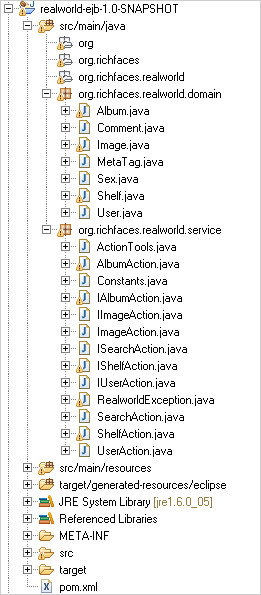 realworld-ejb-1.0-SNAPSHOT
src/main/java
org
org.richfaces
org.richfaces.realworld
org.richfaces.realworld.domain
Album.java
Comment.java
Image.java
MetaTag.java
Sex.java
Shelf.java
User.java
org.richfaces.realworld.service
ActionTools.java
AlbumAction.java
Constants.java
IAlbumAction.java
IImageAction.java
ImageAction.java
ISearchAction.java
IShelfAction.java
IUserAction.java
RealworldException.java
SearchAction.java
ShelfAction.java
UserAction.java
src/main/resources
target/generated-resources/eclipse
JRE System Library [jre1.6.0_05]
Referenced Libraries
META-INF
src
target
pom.xml